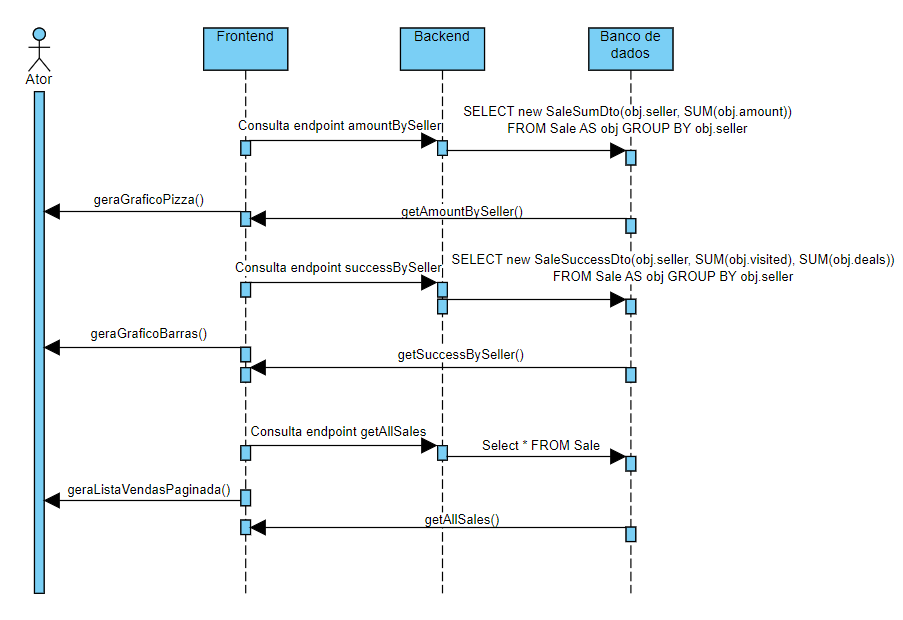 Frontend
Backend
Banco de
dados
Ator
SELECT new SaleSumDto(obj.seller, SUM(obj.amount))
FROM Sale AS obj GROUP BY obj.seller
Consulta endpoint amountBySeller
geraGraficoPizza()
getAmountBySeller()
SELECT new SaleSuccessDto(obj.seller, SUM(obj.visited), SUM(obj.deals))
FROM Sale AS obj GROUP BY obj.seller
Consulta endpoint successBySeller
geraGraficoBarras()
getSuccessBySeller()
Consulta endpoint getAllSales
Select * FROM Sale
geraListaVendasPaginada()
getAllSales()